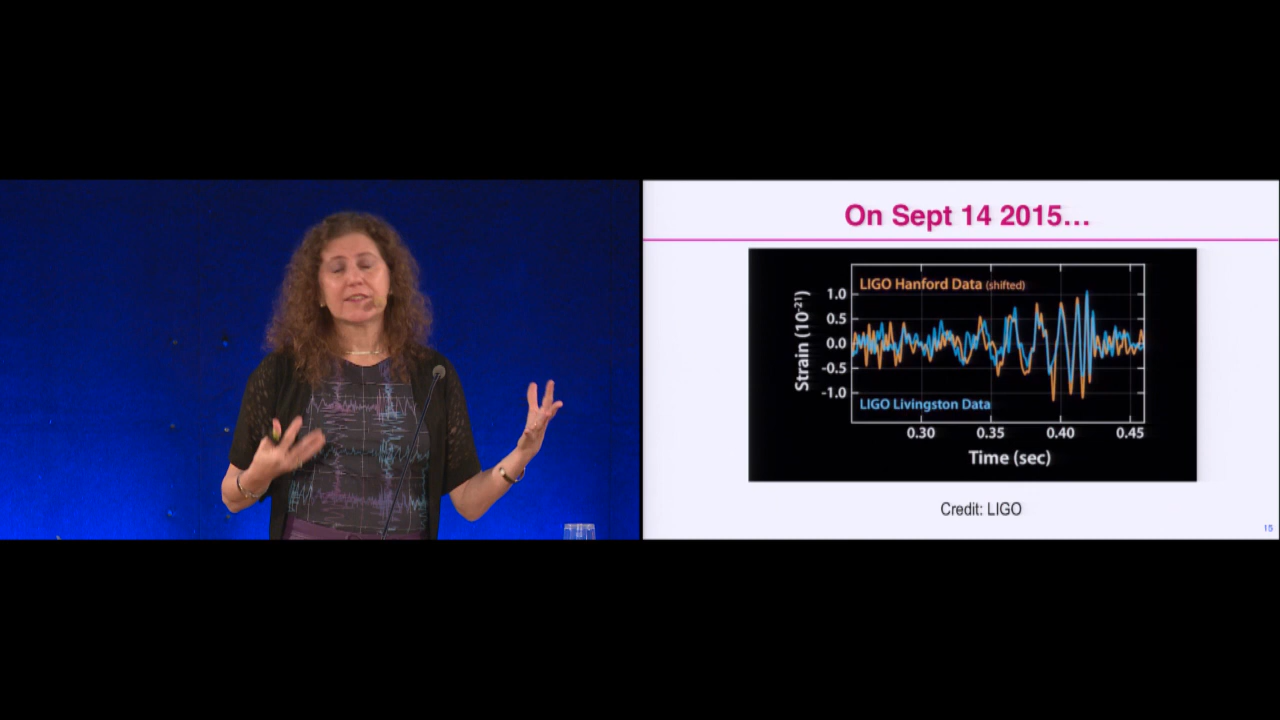 On Sept 14 2015...
LIGO Hanford Data (shifted)
1.0
0.5
0.0
-0.5
-1.0
Strain (10⁻²¹)
LIGO Livingston Data
0.30 0.35 0.40 0.45
Time (sec)
Credit: LIGO
15